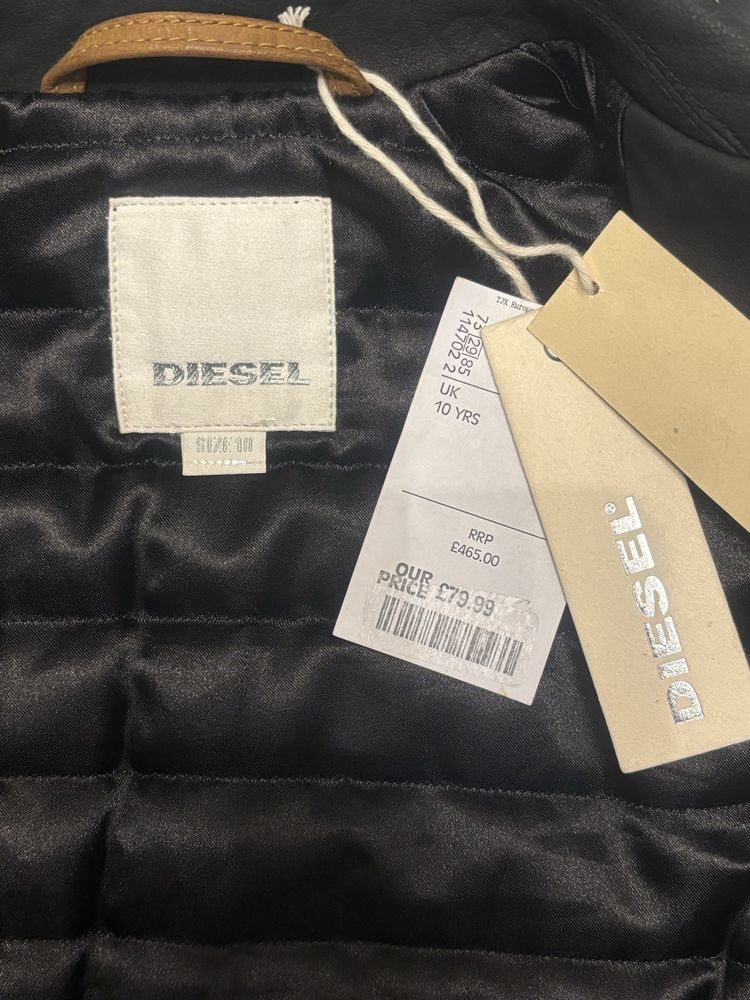 DIESEL
SIZE 10
TJX Europe
75 29 85
114702 2
UK
10 YRS
RRP
£465.00
OUR
PRICE £79.99
DIESEL®